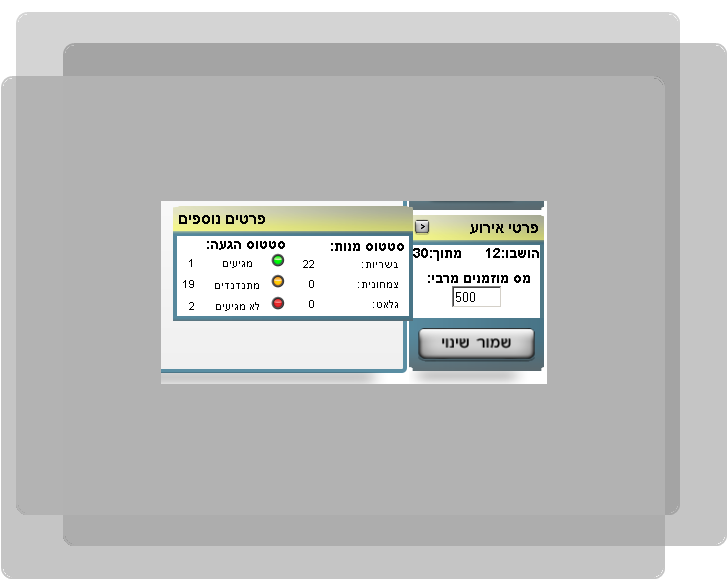 פרטי אירוע
הושבו:12 מתוך:30
מס מוזמנים מרבי:
500
שמור שינוי
פרטים נוספים
סטטוס מנות: סטטוס הגעה:
בשריות: 22 מגיעים 1
צמחונית: 0 מתנדנדים 19
גלאט: 0 לא מגיעים 2